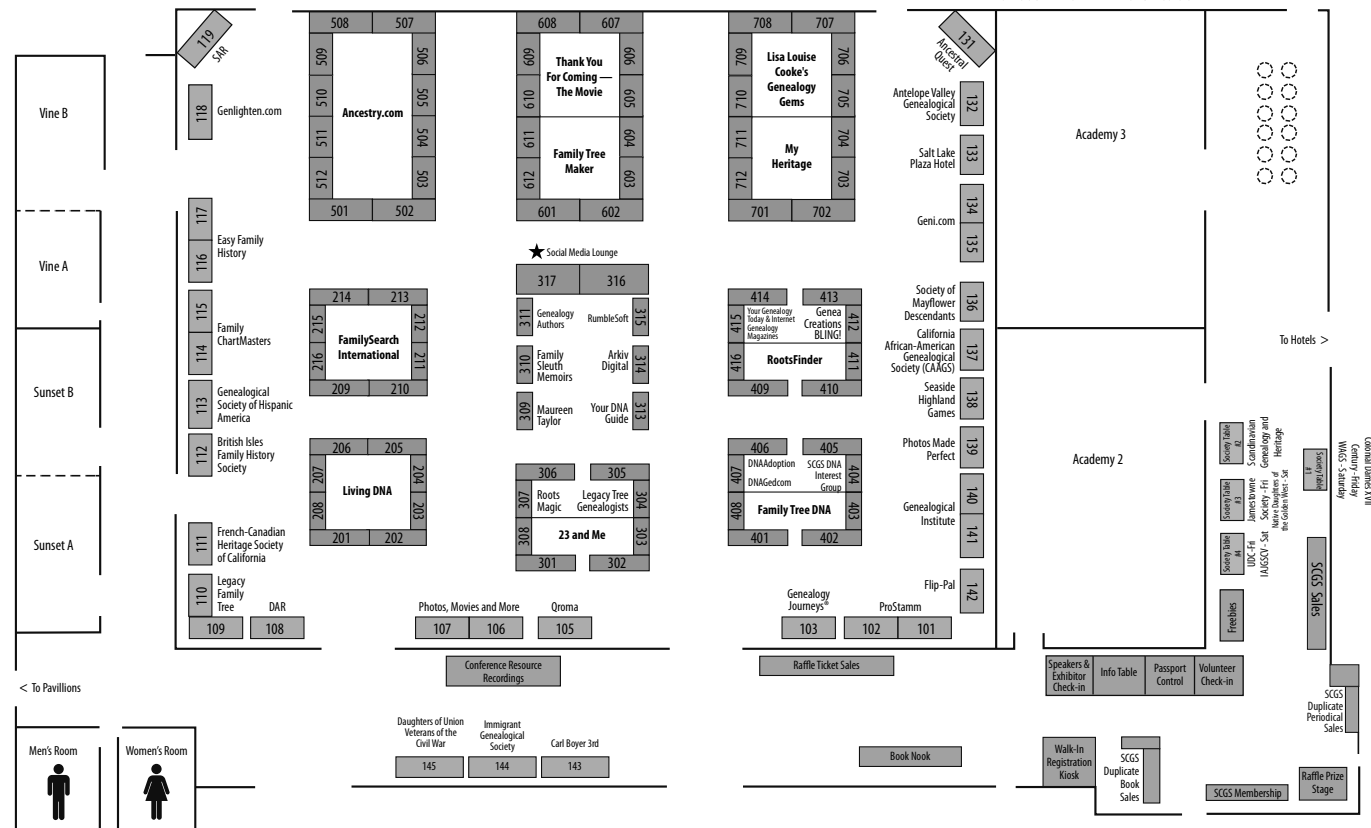 119
SAR
508
507
509
506
510
505
Ancestry.com
511
504
512
503
501
502
608
607
609
606
Thank You
For Coming —
The Movie
610
605
611
604
Family Tree
Maker
612
603
601
602
708
707
709
706
Lisa Louise
Cooke's
Genealogy
Gems
710
705
711
704
My
Heritage
712
703
701
702
131
Ancestral
Quest
Vine B
118
Genlighten.com
Antelope Valley
Genealogical
Society
132
Salt Lake
Plaza Hotel
133
Academy 3
117
116
Easy Family
History
134
135
Geni.com
Vine A
★ Social Media Lounge
317
316
115
114
Family
ChartMasters
214
213
215
212
FamilySearch
International
216
211
209
210
311
Genealogy
Authors
RumbleSoft
315
310
Family
Sleuth
Memoirs
Arkiv
Digital
314
309
Maureen
Taylor
Your DNA
Guide
313
414
413
415
Your Genealogy
Today & Internet
Genealogy
Magazines
Genea
Creations
BLING!
412
416
RootsFinder
411
409
410
Society of
Mayflower
Descendants
136
California
African-American
Genealogical
Society (CAAGS)
137
Seaside
Highland
Games
138
To Hotels >
Sunset B
113
Genealogical
Society of Hispanic
America
112
British Isles
Family History
Society
206
205
207
204
Living DNA
208
203
201
202
306
305
307
Roots
Magic
Legacy Tree
Genealogists
304
308
23 and Me
303
301
302
406
405
407
DNAAdoption
DNAGedcom
SCGS DNA
Interest
Group
404
408
Family Tree DNA
403
401
402
Photos Made
Perfect
139
140
141
Genealogical
Institute
Academy 2
Society Table
#2
Scandinavian
Genealogy and
Heritage
Society Table
#1
Colonial Dames XVII
Century - Friday
WAGS - Saturday
Society Table
#3
Jamestowne
Society - Fri
Native Daughters of
the Golden West - Sat
Society Table
#4
UDC-Fri
IAJGSCV - Sat
Sunset A
111
French-Canadian
Heritage Society
of California
110
Legacy
Family
Tree
Flip-Pal
142
Freebies
SCGS Sales
109
DAR
108
Photos, Movies and More
107
106
Qroma
105
Genealogy
Journeys®
103
ProStamm
102
101
Conference Resource
Recordings
Raffle Ticket Sales
Speakers &
Exhibitor
Check-in
Info Table
Passport
Control
Volunteer
Check-in
< To Pavillions
SCGS
Duplicate
Periodical
Sales
Men's Room
Women's Room
Daughters of Union
Veterans of the
Civil War
145
Immigrant
Genealogical
Society
144
Carl Boyer 3rd
143
Book Nook
Walk-In
Registration
Kiosk
SCGS
Duplicate
Book
Sales
SCGS Membership
Raffle Prize
Stage